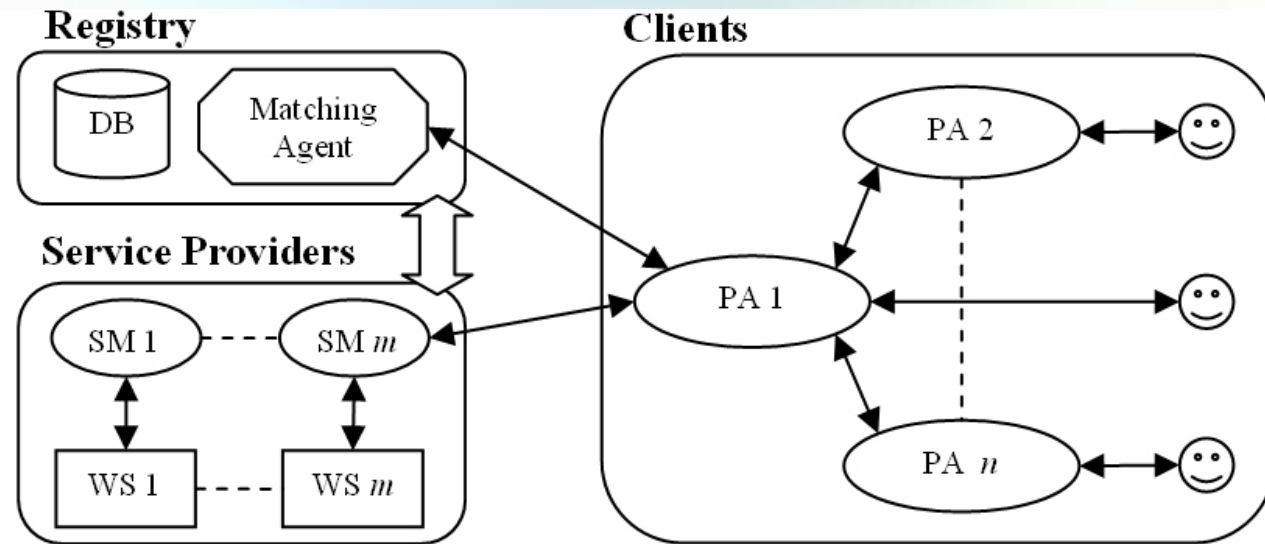 Registry
DB
Matching
Agent
Service Providers
SM 1
SM m
WS 1
WS m
Clients
PA 2
PA 1
PA n